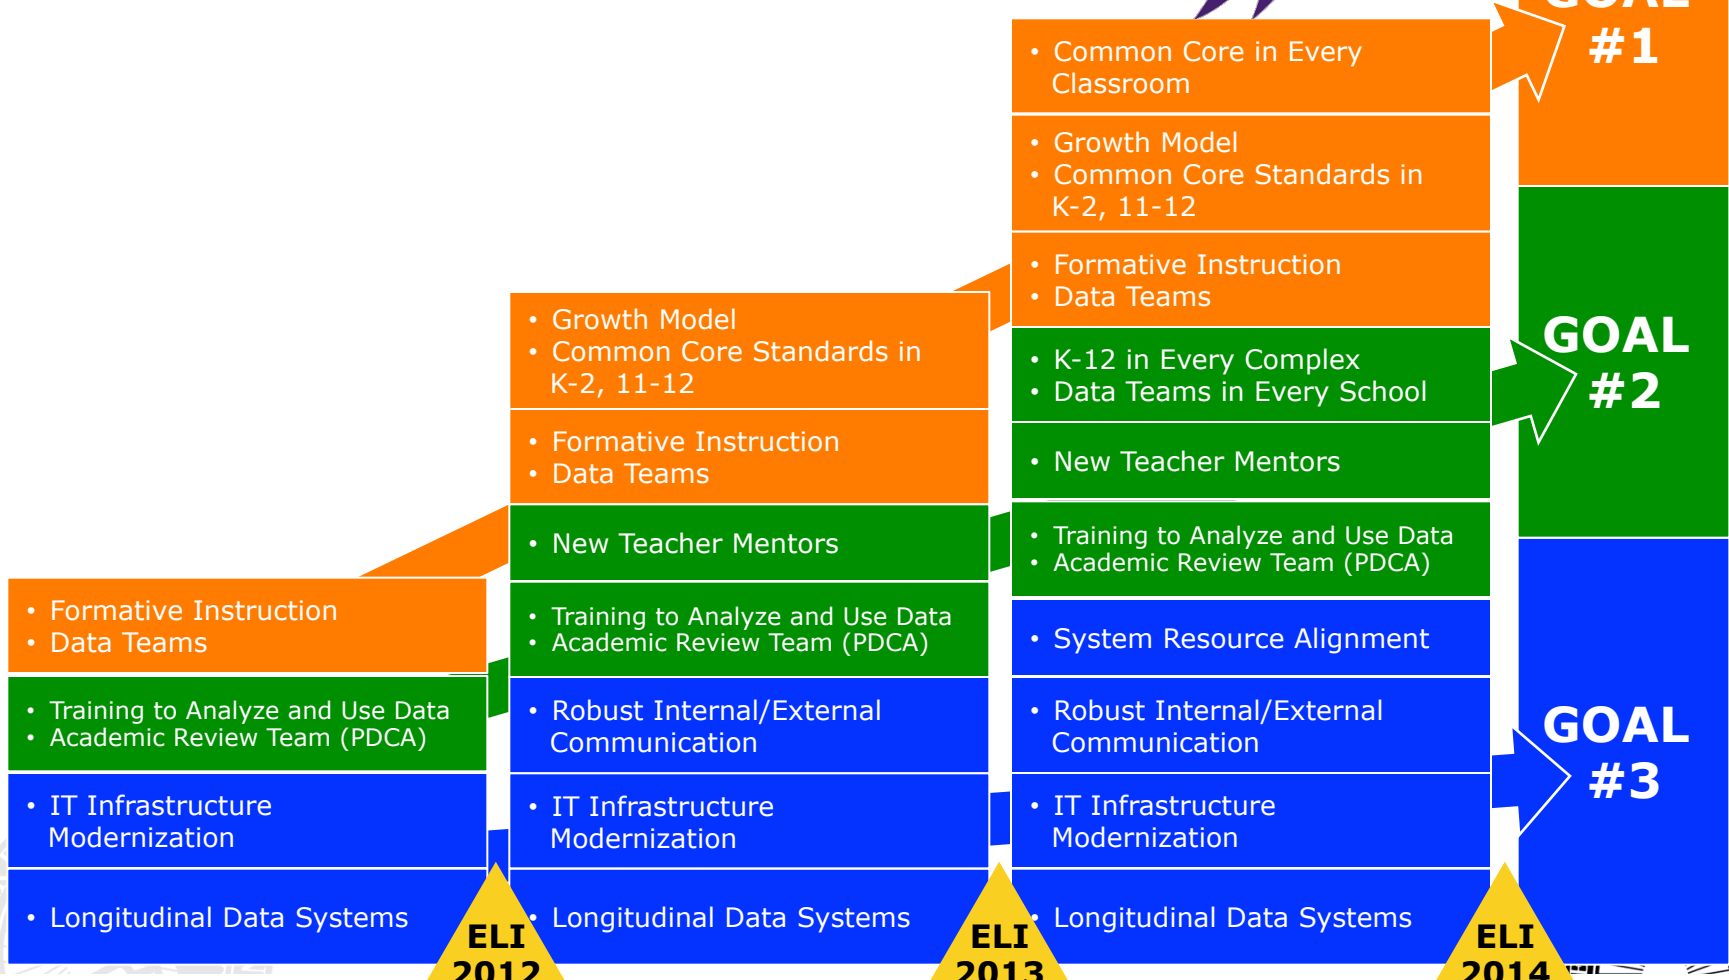 • Formative Instruction
• Data Teams
• Training to Analyze and Use Data
• Academic Review Team (PDCA)
• IT Infrastructure
Modernization
• Longitudinal Data Systems
ELI
2012
• Growth Model
• Common Core Standards in
K-2, 11-12
• Formative Instruction
• Data Teams
• New Teacher Mentors
• Training to Analyze and Use Data
• Academic Review Team (PDCA)
• Robust Internal/External
Communication
• IT Infrastructure
Modernization
• Longitudinal Data Systems
ELI
2013
• Common Core in Every
Classroom
• Growth Model
• Common Core Standards in
K-2, 11-12
• Formative Instruction
• Data Teams
• K-12 in Every Complex
• Data Teams in Every School
• New Teacher Mentors
• Training to Analyze and Use Data
• Academic Review Team (PDCA)
• System Resource Alignment
• Robust Internal/External
Communication
• IT Infrastructure
Modernization
• Longitudinal Data Systems
ELI
2014
GOAL
#1
GOAL
#2
GOAL
#3